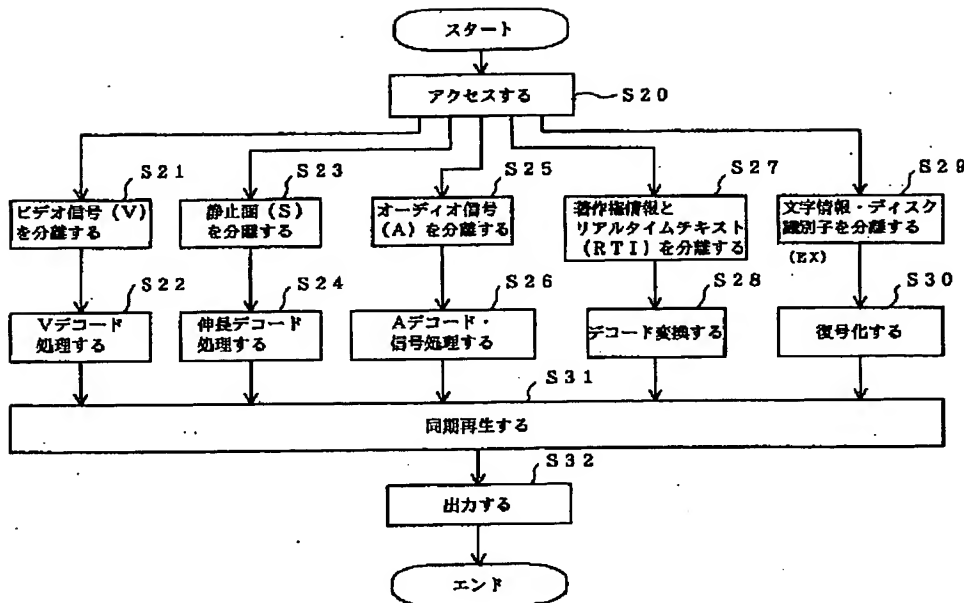 スタート
アクセスする
S20
S21
S23
S25
S27
S29
ビデオ信号(V)
を分離する
静止画(S)
を分離する
オーディオ信号
(A)を分離する
著作権情報と
リアルタイムテキスト
(RTI)を分離する
文字情報・ディスク
識別子を分離する
(EX)
S22
S24
S26
S28
S30
Vデコード
処理する
伸長デコード
処理する
Aデコード・
信号処理する
デコード変換する
復号化する
S31
同期再生する
S32
出力する
エンド